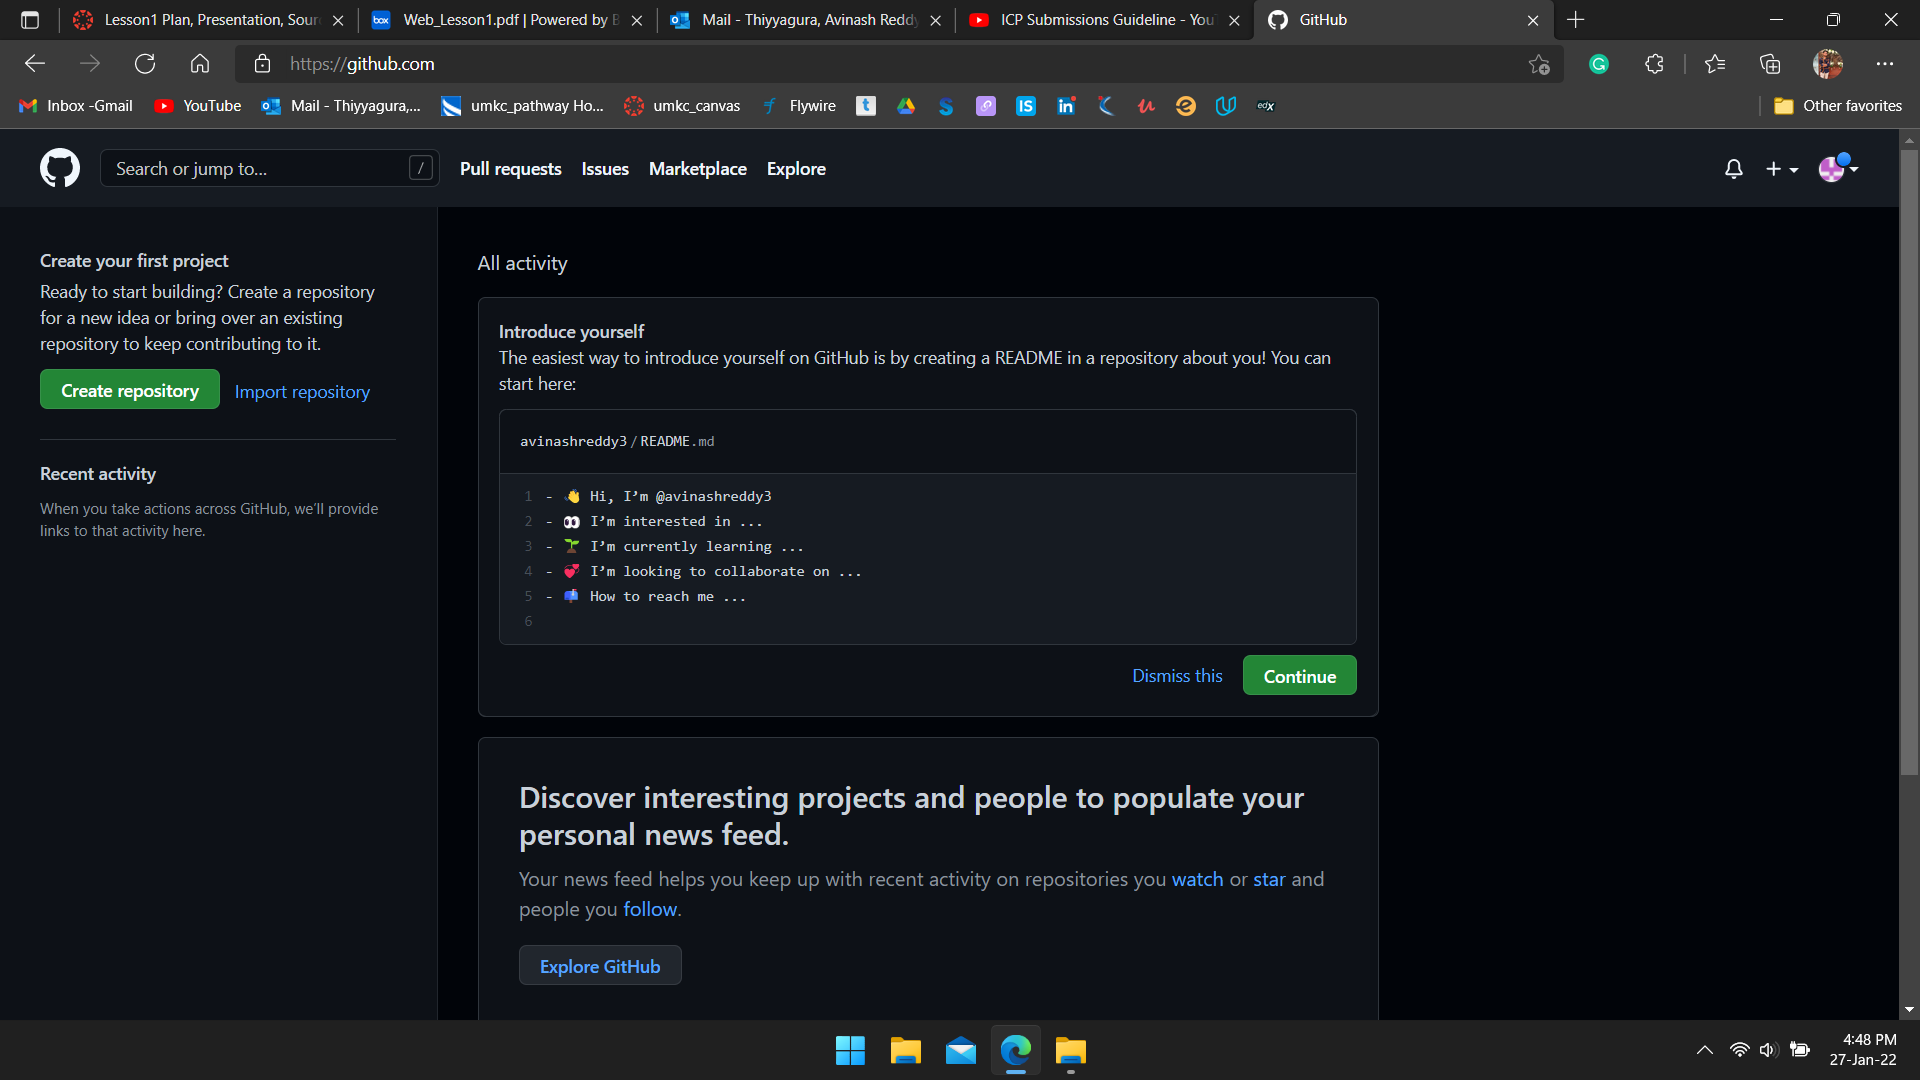 Lesson1 Plan, Presentation, Sour
Web_Lesson1.pdf | Powered by B
Mail - Thiyyagura, Avinash Reddy
ICP Submissions Guideline - You
GitHub
https://github.com
Inbox -Gmail
YouTube
Mail - Thiyyagura,...
umkc_pathway Ho...
umkc_canvas
Flywire
Other favorites
Search or jump to...
/
Pull requests
Issues
Marketplace
Explore
Create your first project
Ready to start building? Create a repository
for a new idea or bring over an existing
repository to keep contributing to it.
Create repository
Import repository
Recent activity
When you take actions across GitHub, we'll provide
links to that activity here.
All activity
Introduce yourself
The easiest way to introduce yourself on GitHub is by creating a README in a repository about you! You can
start here:
avinashreddy3 / README.md
1 - 👋 Hi, I’m @avinashreddy3
2 - 👀 I’m interested in ...
3 - 🌱 I’m currently learning ...
4 - 💞️ I’m looking to collaborate on ...
5 - 📫 How to reach me ...
6
Dismiss this
Continue
Discover interesting projects and people to populate your
personal news feed.
Your news feed helps you keep up with recent activity on repositories you watch or star and
people you follow.
Explore GitHub
4:48 PM
27-Jan-22
box
t
S
IS
in
edX
G